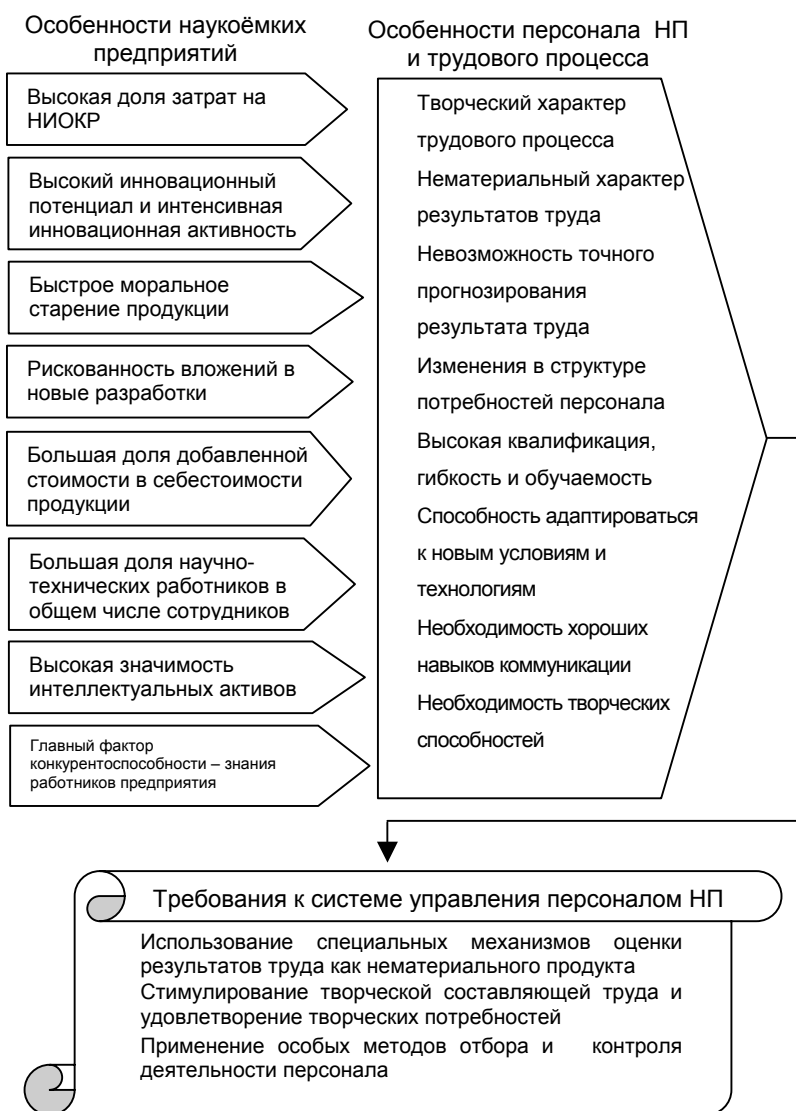 Особенности наукоёмких
предприятий
Высокая доля затрат на
НИОКР
Высокий инновационный
потенциал и интенсивная
инновационная активность
Быстрое моральное
старение продукции
Рискованность вложений в
новые разработки
Большая доля добавленной
стоимости в себестоимости
продукции
Большая доля научно-
технических работников в
общем числе сотрудников
Высокая значимость
интеллектуальных активов
Главный фактор
конкурентоспособности – знания
работников предприятия
Особенности персонала НП
и трудового процесса
Творческий характер
трудового процесса
Нематериальный характер
результатов труда
Невозможность точного
прогнозирования
результата труда
Изменения в структуре
потребностей персонала
Высокая квалификация,
гибкость и обучаемость
Способность адаптироваться
к новым условиям и
технологиям
Необходимость хороших
навыков коммуникации
Необходимость творческих
способностей
Требования к системе управления персоналом НП
Использование специальных механизмов оценки
результатов труда как нематериального продукта
Стимулирование творческой составляющей труда и
удовлетворение творческих потребностей
Применение особых методов отбора и контроля
деятельности персонала